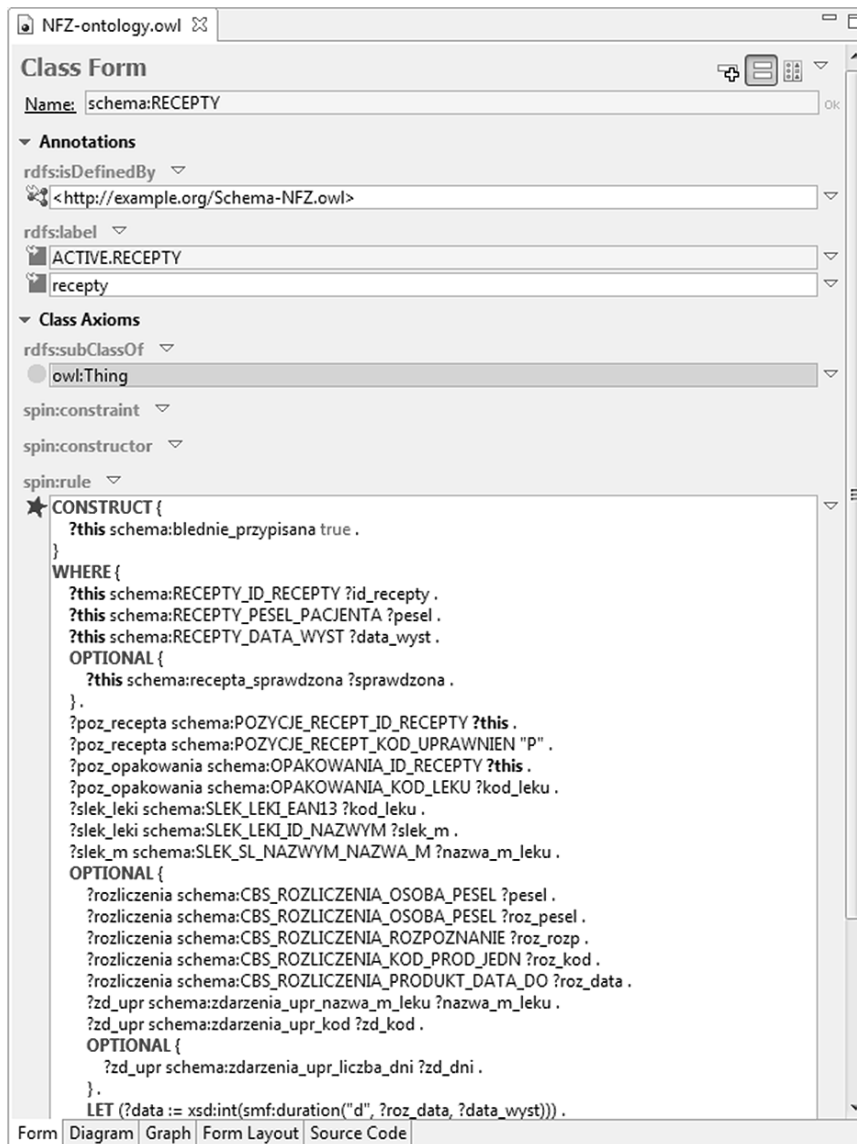 NFZ-ontology.owl
Class Form
Name: schema:RECEPTY Ok
Annotations
rdfs:isDefinedBy
<http://example.org/Schema-NFZ.owl>
rdfs:label
ACTIVE.RECEPTY
recepty
Class Axioms
rdfs:subClassOf
owl:Thing
spin:constraint
spin:constructor
spin:rule
CONSTRUCT {
?this schema:blednie_przypisana true .
}
WHERE {
?this schema:RECEPTY_ID_RECEPTY ?id_recepty .
?this schema:RECEPTY_PESEL_PACJENTA ?pesel .
?this schema:RECEPTY_DATA_WYST ?data_wyst .
OPTIONAL {
?this schema:recepta_sprawdzona ?sprawdzona .
} .
?poz_recepta schema:POZYCJE_RECEPT_ID_RECEPTY ?this .
?poz_recepta schema:POZYCJE_RECEPT_KOD_UPRAWNIEN "P" .
?poz_opakowania schema:OPAKOWANIA_ID_RECEPTY ?this .
?poz_opakowania schema:OPAKOWANIA_KOD_LEKU ?kod_leku .
?slek_leki schema:SLEK_LEKI_EAN13 ?kod_leku .
?slek_leki schema:SLEK_LEKI_ID_NAZWYM ?slek_m .
?slek_m schema:SLEK_SL_NAZWYM_NAZWA_M ?nazwa_m_leku .
OPTIONAL {
?rozliczenia schema:CBS_ROZLICZENIA_OSOBA_PESEL ?pesel .
?rozliczenia schema:CBS_ROZLICZENIA_OSOBA_PESEL ?roz_pesel .
?rozliczenia schema:CBS_ROZLICZENIA_ROZPOZNANIE ?roz_rozp .
?rozliczenia schema:CBS_ROZLICZENIA_KOD_PROD_JEDN ?roz_kod .
?rozliczenia schema:CBS_ROZLICZENIA_PRODUKT_DATA_DO ?roz_data .
?zd_upr schema:zdarzenia_upr_nazwa_m_leku ?nazwa_m_leku .
?zd_upr schema:zdarzenia_upr_kod ?zd_kod .
OPTIONAL {
?zd_upr schema:zdarzenia_upr_liczba_dni ?zd_dni .
} .
LET (?data := xsd:int(smf:duration("d", ?roz_data, ?data_wyst))) .
Form Diagram Graph Form Layout Source Code